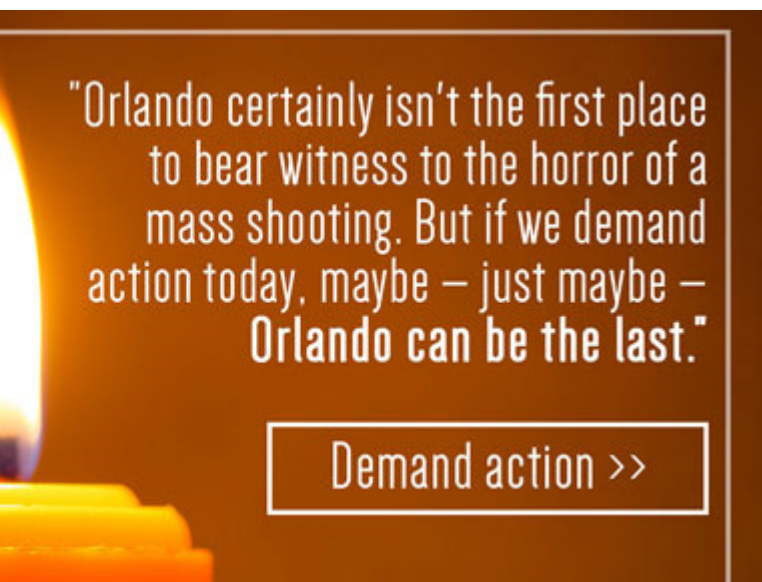 "Orlando certainly isn't the first place
to bear witness to the horror of a
mass shooting. But if we demand
action today, maybe – just maybe –
Orlando can be the last."
Demand action >>